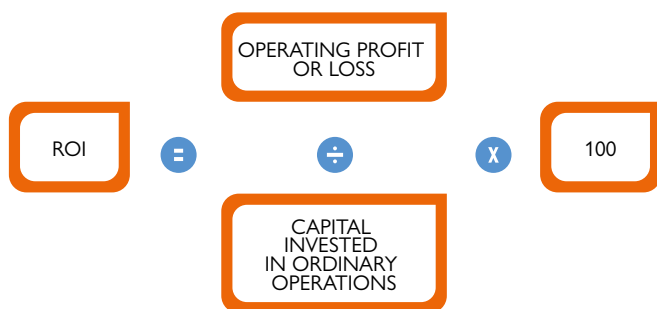 OPERATING PROFIT
OR LOSS
ROI
=
÷
X
100
CAPITAL
INVESTED
IN ORDINARY
OPERATIONS